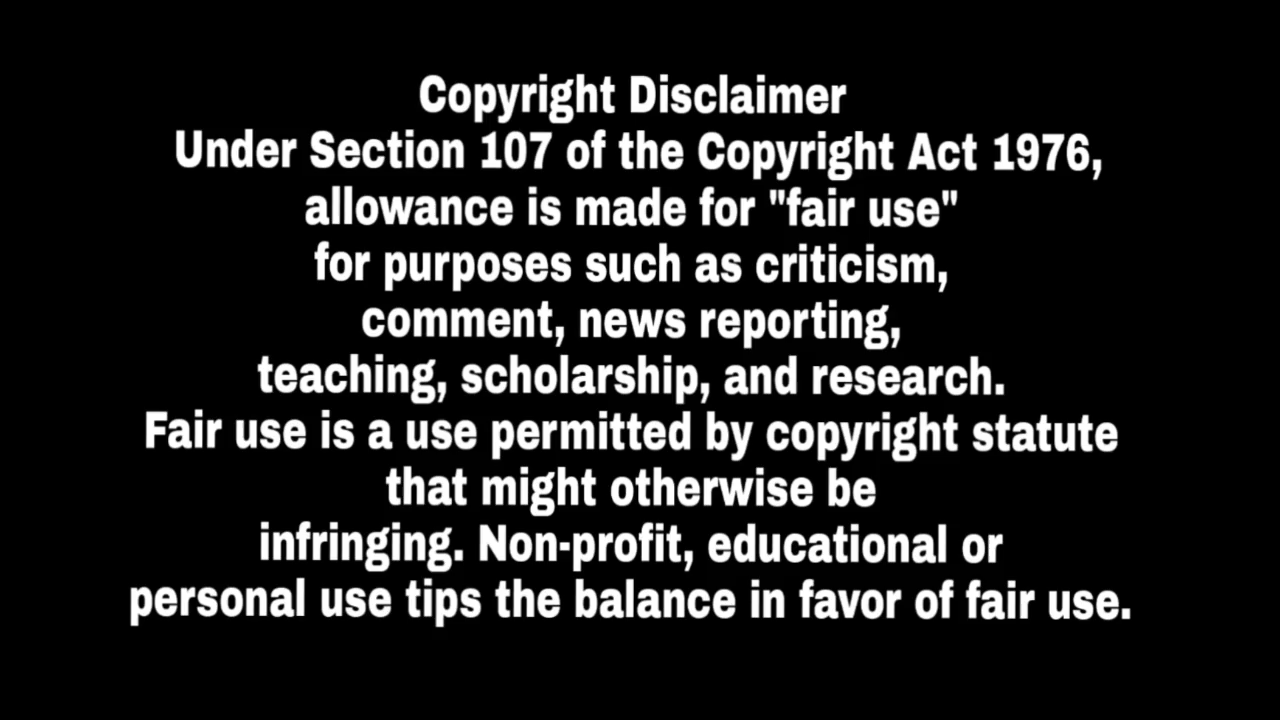 Copyright Disclaimer
Under Section 107 of the Copyright Act 1976,
allowance is made for "fair use"
for purposes such as criticism,
comment, news reporting,
teaching, scholarship, and research.
Fair use is a use permitted by copyright statute
that might otherwise be
infringing. Non-profit, educational or
personal use tips the balance in favor of fair use.